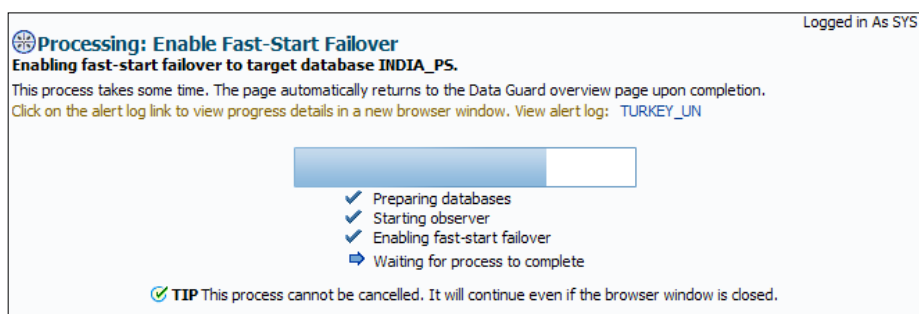 Logged in As SYS
Processing: Enable Fast-Start Failover
Enabling fast-start failover to target database INDIA_PS.
This process takes some time. The page automatically returns to the Data Guard overview page upon completion.
Click on the alert log link to view progress details in a new browser window. View alert log: TURKEY_UN
Preparing databases
Starting observer
Enabling fast-start failover
Waiting for process to complete
TIP This process cannot be cancelled. It will continue even if the browser window is closed.